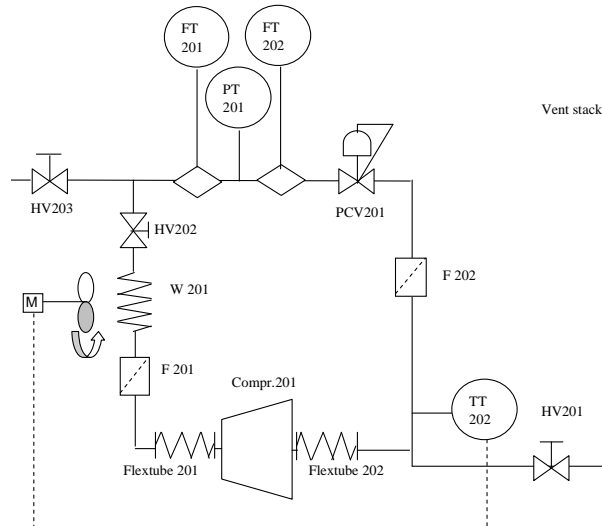 FT
201
FT
202
PT
201
Vent stack
HV203
PCV201
HV202
W 201
F 202
M
F 201
Compr.201
TT
202
HV201
Flextube 201
Flextube 202